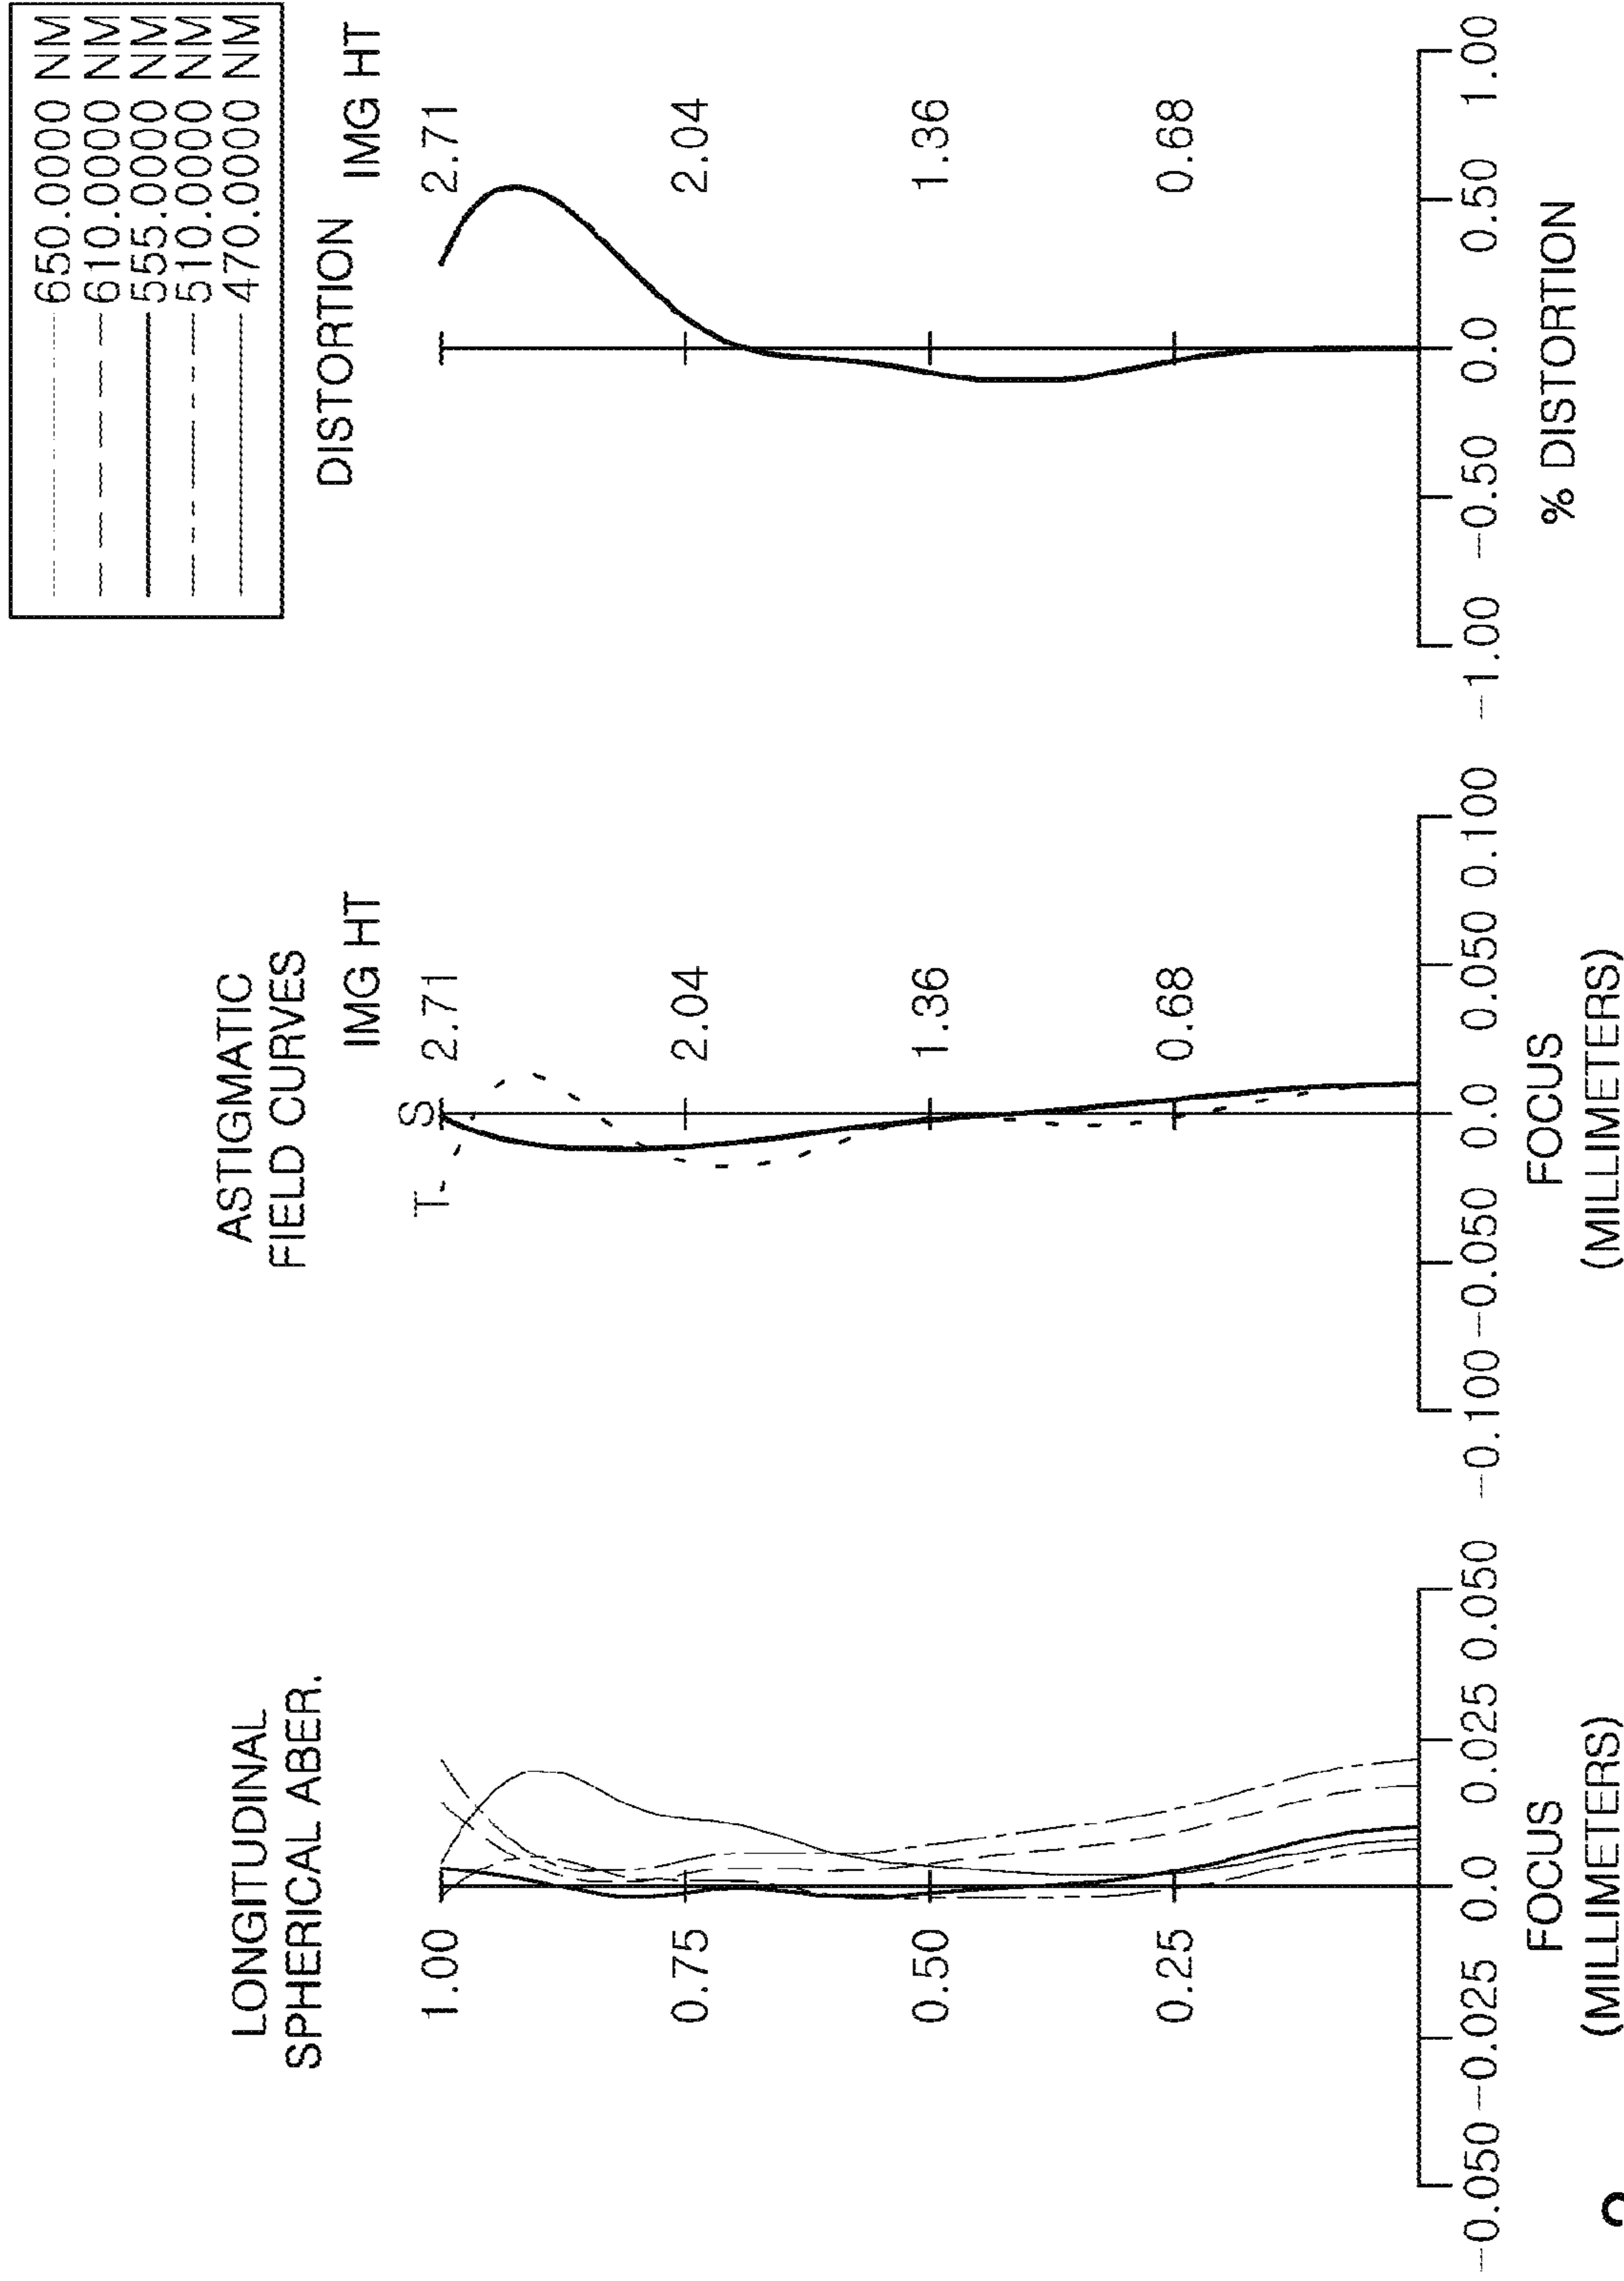 650.0000 NM
610.0000 NM
555.0000 NM
510.0000 NM
470.0000 NM
LONGITUDINAL
SPHERICAL ABER.
1.00
0.75
0.50
0.25
-0.050 -0.025 0.0 0.025 0.050
FOCUS
(MILLIMETERS)
ASTIGMATIC
FIELD CURVES
IMG HT
T S 2.71
2.04
1.36
0.68
-0.100 -0.050 0.0 0.050 0.100
FOCUS
(MILLIMETERS)
DISTORTION
IMG HT
2.71
2.04
1.36
0.68
-1.00 -0.50 0.0 0.50 1.00
% DISTORTION